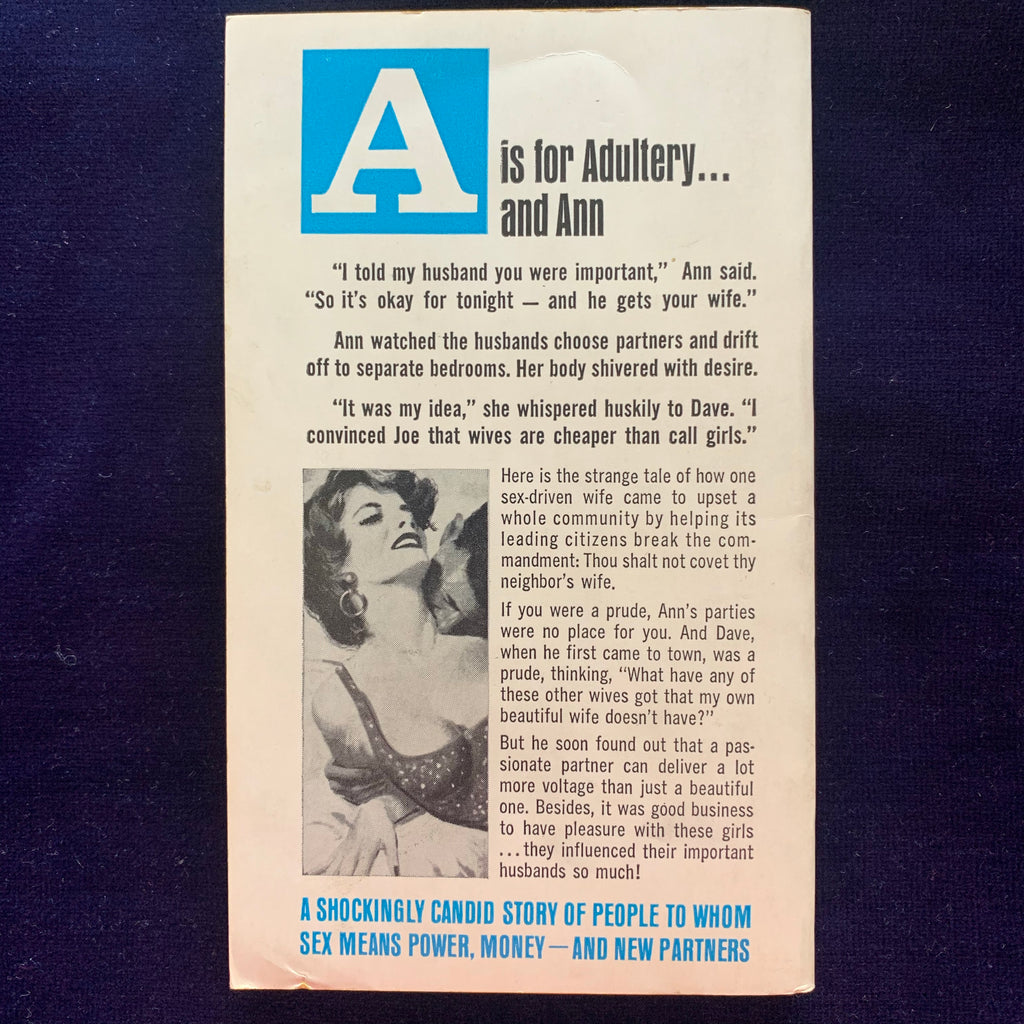 A
is for Adultery...
and Ann
“I told my husband you were important,” Ann said.
“So it’s okay for tonight — and he gets your wife.”
Ann watched the husbands choose partners and drift
off to separate bedrooms. Her body shivered with desire.
“It was my idea,” she whispered huskily to Dave. “I
convinced Joe that wives are cheaper than call girls.”
Here is the strange tale of how one
sex-driven wife came to upset a
whole community by helping its
leading citizens break the com-
mandment: Thou shalt not covet thy
neighbor’s wife.
If you were a prude, Ann’s parties
were no place for you. And Dave,
when he first came to town, was a
prude, thinking, “What have any of
these other wives got that my own
beautiful wife doesn’t have?”
But he soon found out that a pas-
sionate partner can deliver a lot
more voltage than just a beautiful
one. Besides, it was good business
to have pleasure with these girls
...they influenced their important
husbands so much!
A SHOCKINGLY CANDID STORY OF PEOPLE TO WHOM
SEX MEANS POWER, MONEY—AND NEW PARTNERS